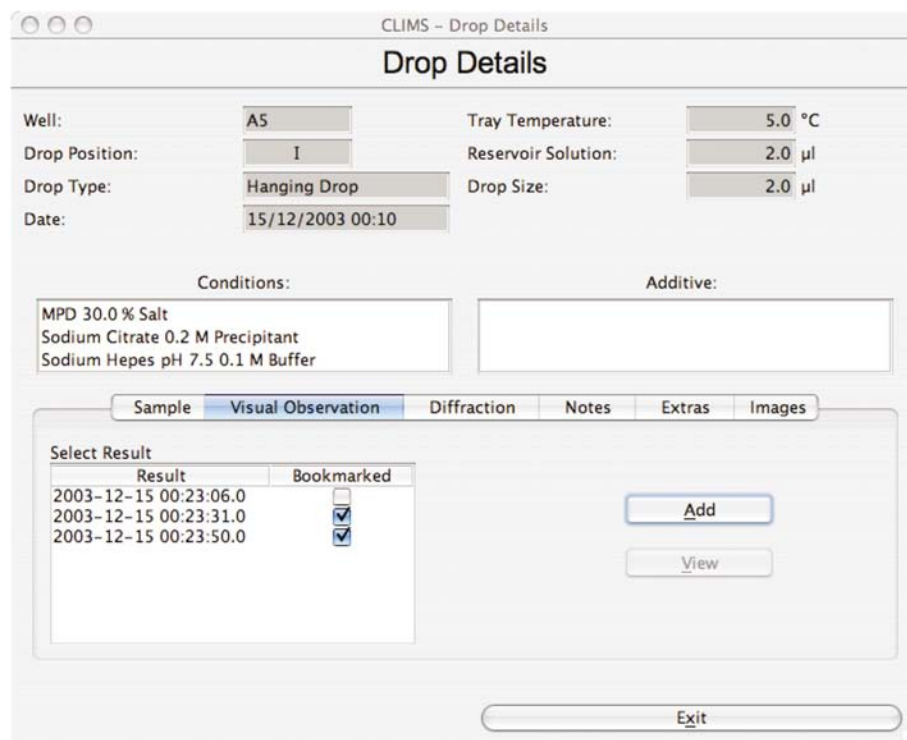 CLIMS – Drop Details
Drop Details
Well: A5 Tray Temperature: 5.0 °C
Drop Position: I Reservoir Solution: 2.0 µl
Drop Type: Hanging Drop Drop Size: 2.0 µl
Date: 15/12/2003 00:10
Conditions: Additive:
MPD 30.0 % Salt
Sodium Citrate 0.2 M Precipitant
Sodium Hepes pH 7.5 0.1 M Buffer
Sample Visual Observation Diffraction Notes Extras Images
Select Result
Result Bookmarked
2003-12-15 00:23:06.0
2003-12-15 00:23:31.0
2003-12-15 00:23:50.0
Add
View
Exit